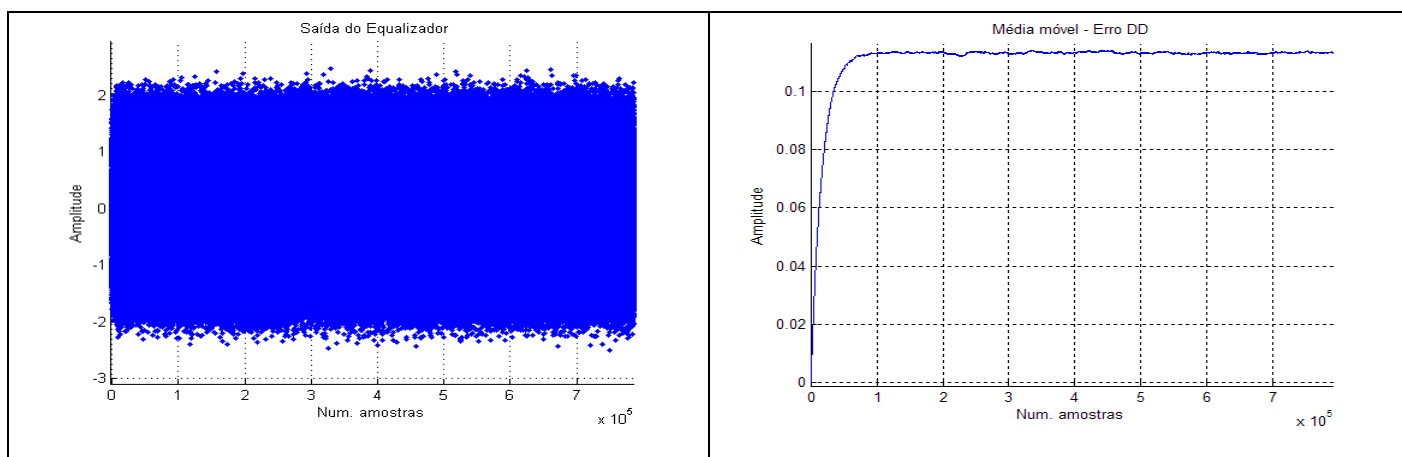 Saída do Equalizador
2
1
0
-1
-2
-3
Amplitude
0 1 2 3 4 5 6 7
Num. amostras
x 10^5
Média móvel - Erro DD
0.1
0.08
0.06
0.04
0.02
0
Amplitude
0 1 2 3 4 5 6 7
Num. amostras
x 10^5